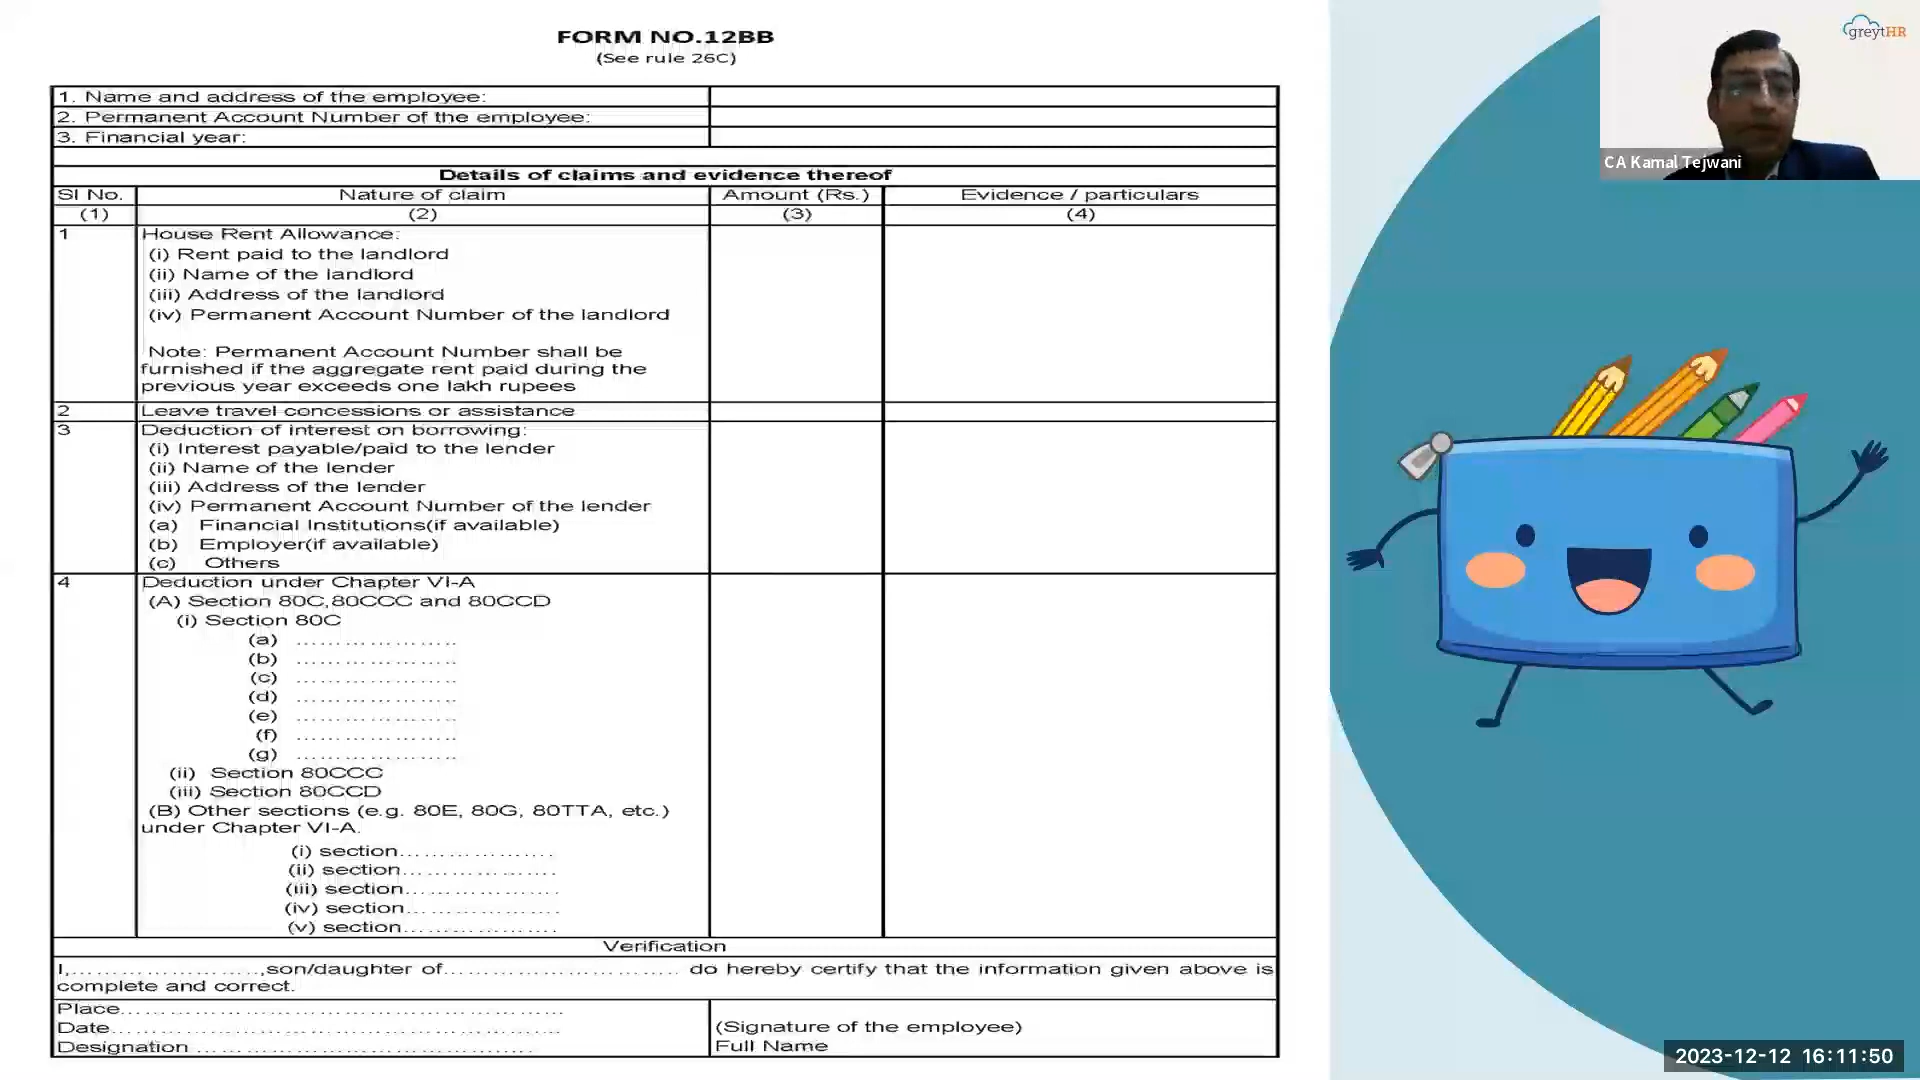 FORM NO.12BB
(See rule 26C)
1. Name and address of the employee:
2. Permanent Account Number of the employee:
3. Financial year:
Details of claims and evidence thereof
Sl No. Nature of claim Amount (Rs.) Evidence / particulars
(1) (2) (3) (4)
1 House Rent Allowance:
(i) Rent paid to the landlord
(ii) Name of the landlord
(iii) Address of the landlord
(iv) Permanent Account Number of the landlord
Note: Permanent Account Number shall be
furnished if the aggregate rent paid during the
previous year exceeds one lakh rupees
2 Leave travel concessions or assistance
3 Deduction of interest on borrowing:
(i) Interest payable/paid to the lender
(ii) Name of the lender
(iii) Address of the lender
(iv) Permanent Account Number of the lender
(a) Financial Institutions(if available)
(b) Employer(if available)
(c) Others
4 Deduction under Chapter VI-A
(A) Section 80C,80CCC and 80CCD
(i) Section 80C
(a) ......................
(b) ......................
(c) ......................
(d) ......................
(e) ......................
(f) ......................
(g) ......................
(ii) Section 80CCC
(iii) Section 80CCD
(B) Other sections (e.g. 80E, 80G, 80TTA, etc.)
under Chapter VI-A.
(i) section......................
(ii) section......................
(iii) section......................
(iv) section......................
(v) section......................
Verification
I,..........................,son/daughter of................................ do hereby certify that the information given above is
complete and correct.
Place..............................................................
Date..............................................................
Designation ..............................................
(Signature of the employee)
Full Name
greytHR
CA Kamal Tejwani
2023-12-12 16:11:50